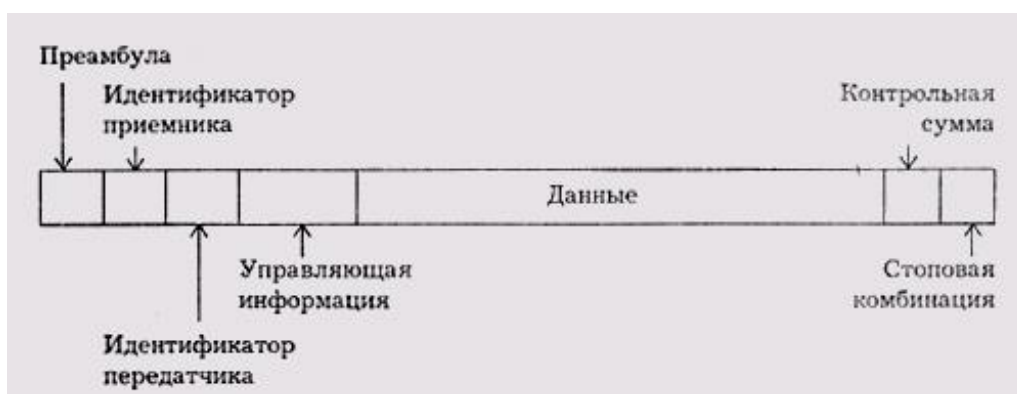 Преамбула
Идентификатор
приемника
Контрольная
сумма
Данные
Управляющая
информация
Стоповая
комбинация
Идентификатор
передатчика